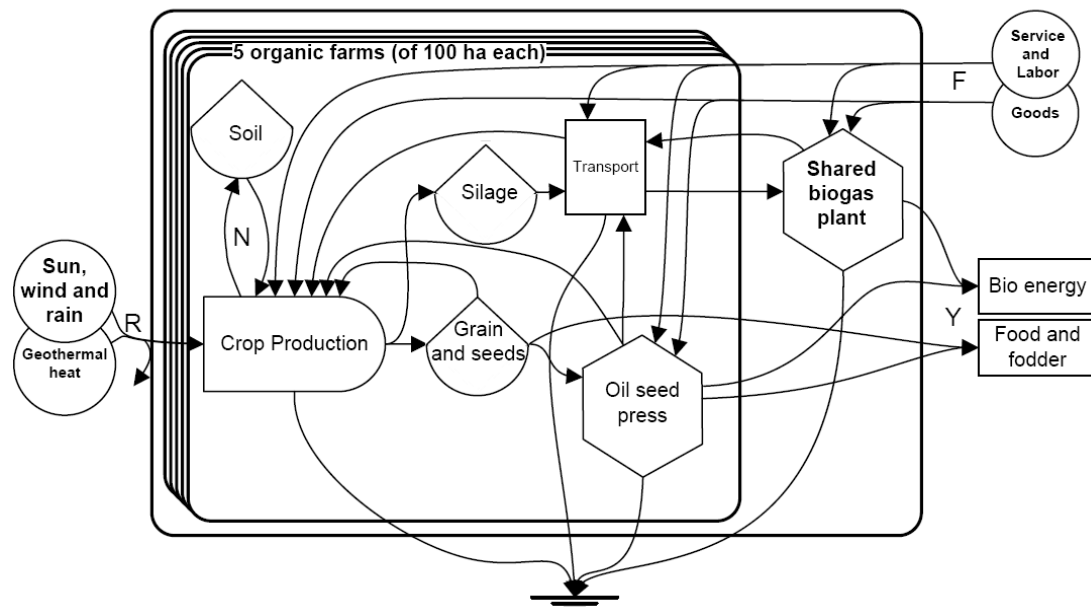 5 organic farms (of 100 ha each)
Service
and
Labor
F
Goods
Soil
Transport
Shared
biogas
plant
Silage
N
Sun,
wind and
rain
R
Geothermal
heat
Crop Production
Grain
and seeds
Oil seed
press
Bio energy
Y
Food and
fodder